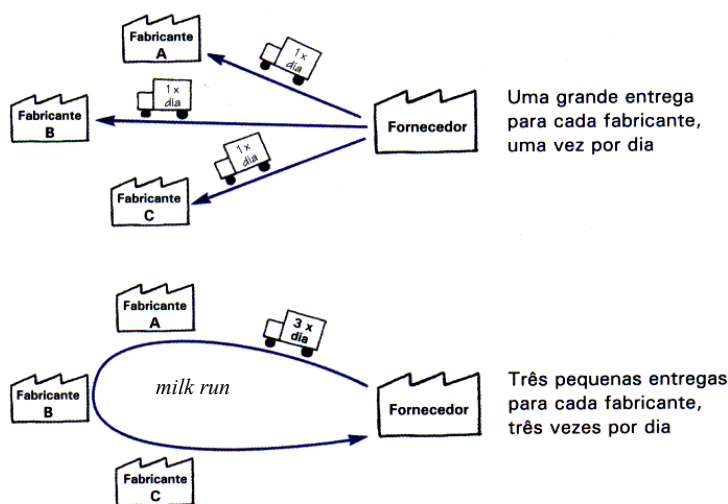 Fabricante
A
1 x
dia
Fabricante
B
1 x
dia
Fornecedor
Uma grande entrega
para cada fabricante,
uma vez por dia
1 x
dia
Fabricante
C
Fabricante
A
3 x
dia
Fabricante
B
milk run
Fornecedor
Três pequenas entregas
para cada fabricante,
três vezes por dia
Fabricante
C